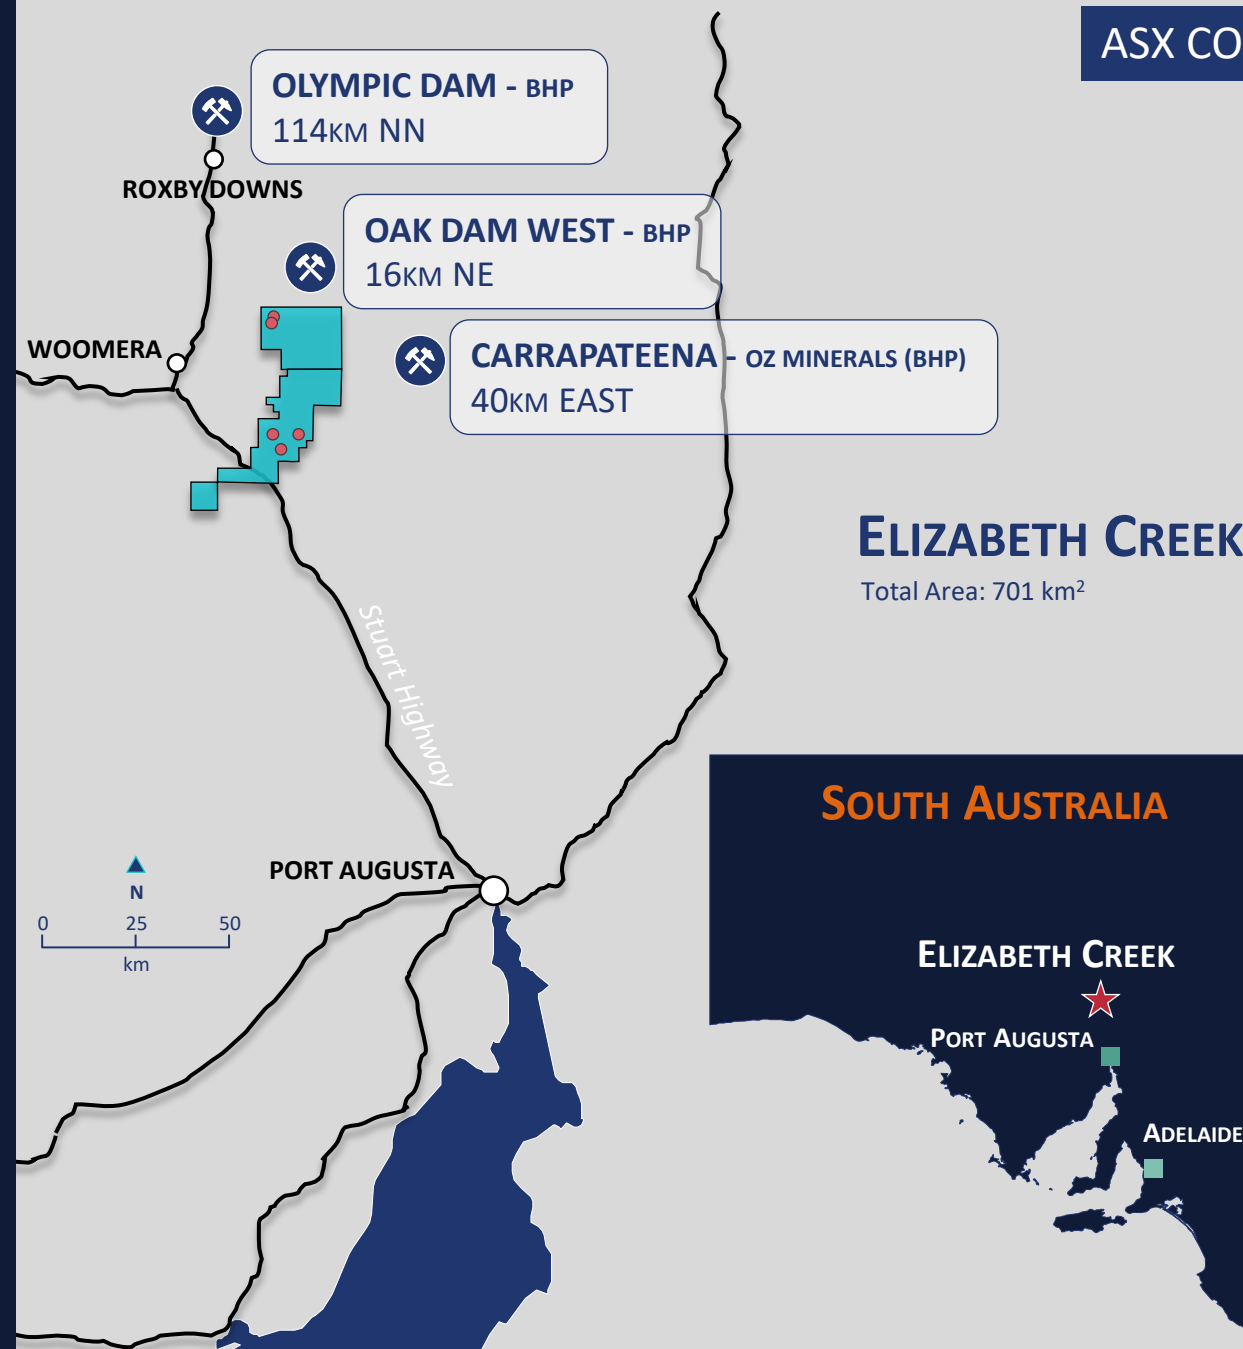 ASX CO
OLYMPIC DAM - BHP
114KM NN
ROXBY DOWNS
OAK DAM WEST - BHP
16KM NE
WOOMERA
CARRAPATEENA - OZ MINERALS (BHP)
40KM EAST
ELIZABETH CREEK
Total Area: 701 km²
Stuart Highway
SOUTH AUSTRALIA
PORT AUGUSTA
N
0 25 50
km
ELIZABETH CREEK
PORT AUGUSTA
ADELAIDE